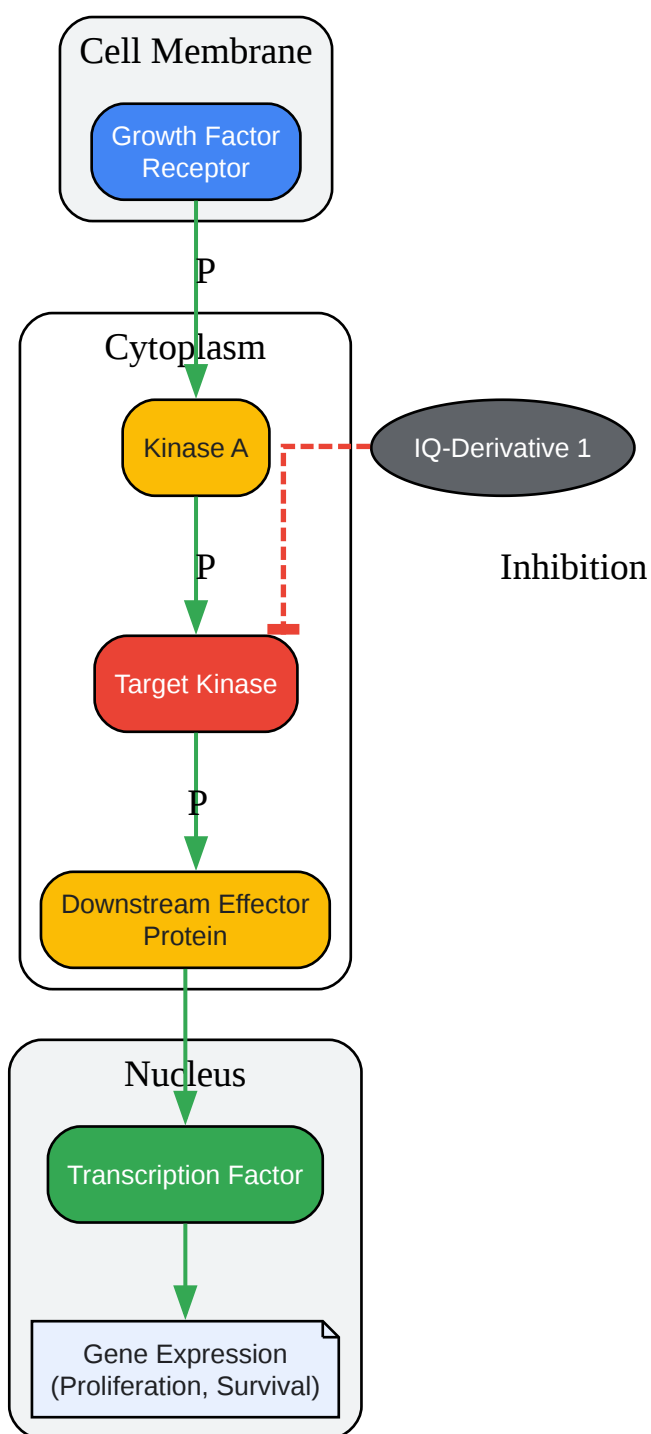 Cell Membrane
Growth Factor
Receptor
P
Cytoplasm
Kinase A
IQ-Derivative 1
P
Inhibition
Target Kinase
P
Downstream Effector
Protein
Nucleus
Transcription Factor
Gene Expression
(Proliferation, Survival)